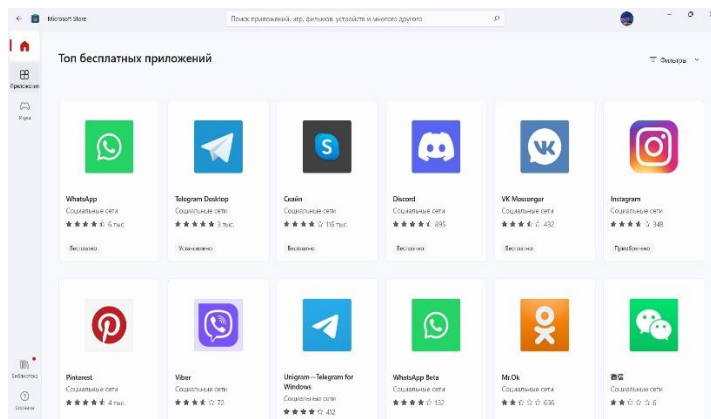 Microsoft Store
Поиск приложений, игр, фильмов, устройств и многого другого
Топ бесплатных приложений
Фильтры
Приложения
Игры
WhatsApp
Социальные сети
6 тыс.
Бесплатно
Telegram Desktop
Социальные сети
3 тыс.
Установлено
Скайп
Социальные сети
116 тыс.
Бесплатно
Discord
Социальные сети
895
Бесплатно
VK Messenger
Социальные сети
432
Бесплатно
Instagram
Социальные сети
348
Приобретено
Pinterest
Социальные сети
4 тыс.
Viber
Социальные сети
72
Unigram—Telegram for
Windows
Социальные сети
412
WhatsApp Beta
Социальные сети
132
Mr.Ok
Социальные сети
636
微信
Социальные сети
6
Библиотека
Справка